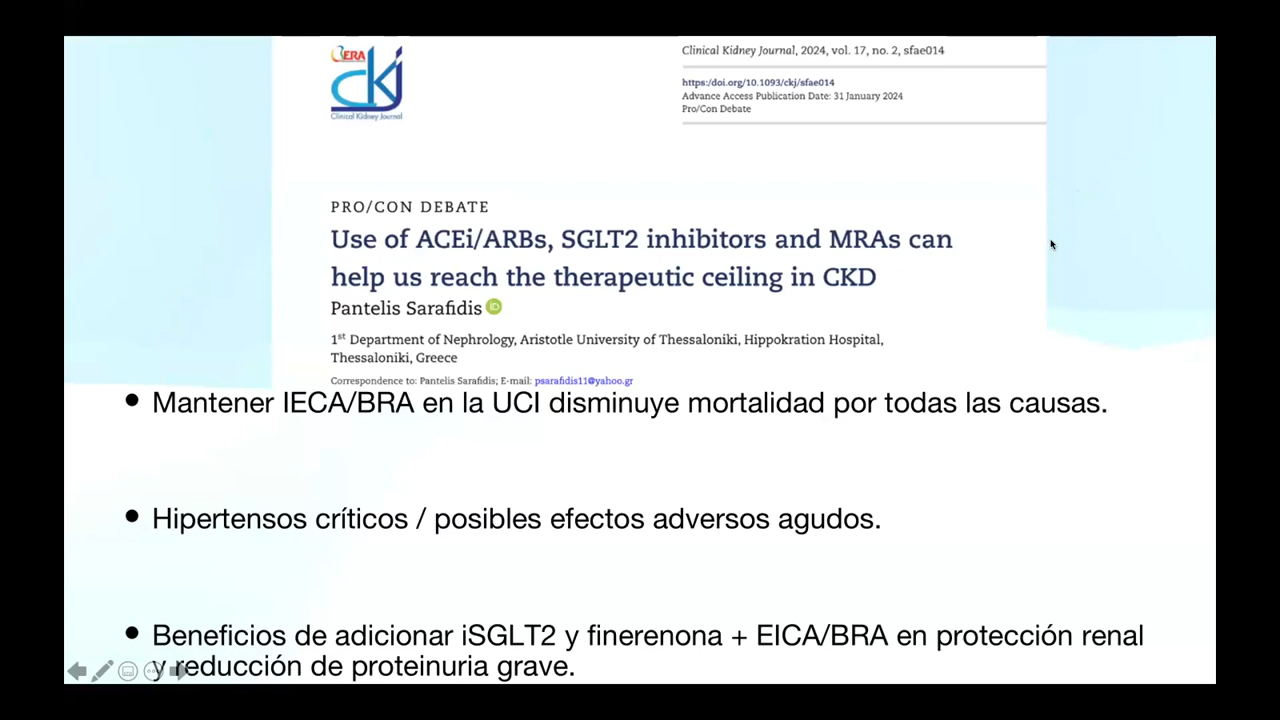 ERA
ckj
Clinical Kidney Journal
Clinical Kidney Journal, 2024, vol. 17, no. 2, sfae014
https:/doi.org/10.1093/ckj/sfae014
Advance Access Publication Date: 31 January 2024
Pro/Con Debate
PRO/CON DEBATE
Use of ACEi/ARBs, SGLT2 inhibitors and MRAs can
help us reach the therapeutic ceiling in CKD
Pantelis Sarafidis iD
1st Department of Nephrology, Aristotle University of Thessaloniki, Hippokration Hospital,
Thessaloniki, Greece
Correspondence to: Pantelis Sarafidis; E-mail: psarafidis11@yahoo.gr
• Mantener IECA/BRA en la UCI disminuye mortalidad por todas las causas.
• Hipertensos críticos / posibles efectos adversos agudos.
• Beneficios de adicionar iSGLT2 y finerenona + EICA/BRA en protección renal
y reducción de proteinuria grave.